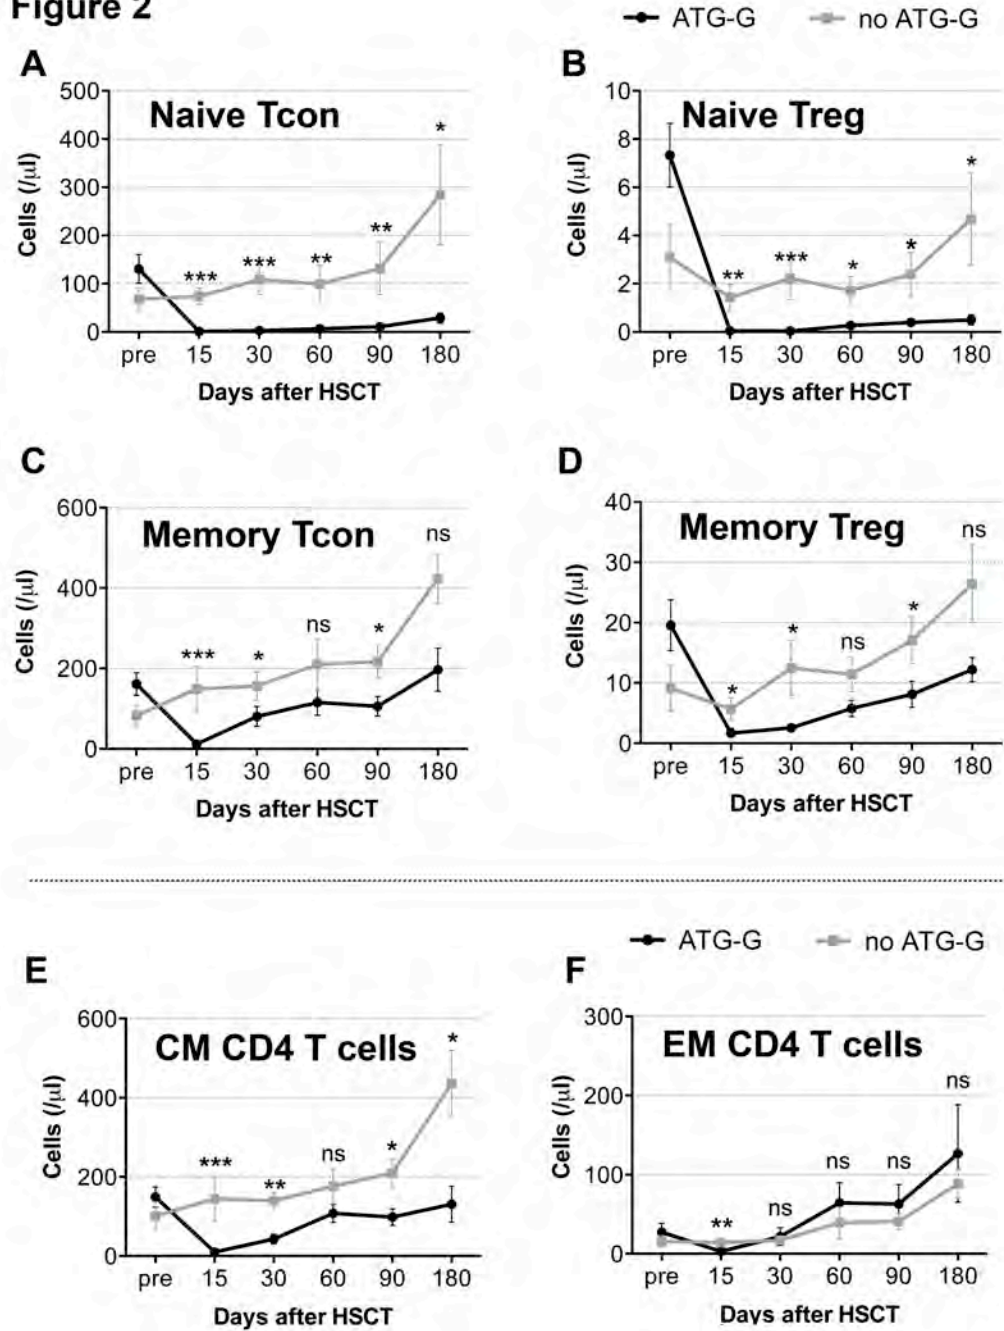 Figure 2
ATG-G no ATG-G
A
Naive Tcon
Cells (/µl)
500
400
300
200
100
0
*
***
***
**
**
pre 15 30 60 90 180
Days after HSCT
B
Naive Treg
Cells (/µl)
10
8
6
4
2
0
**
***
*
*
*
pre 15 30 60 90 180
Days after HSCT
C
Memory Tcon
Cells (/µl)
600
400
200
0
***
*
ns
*
ns
pre 15 30 60 90 180
Days after HSCT
D
Memory Treg
Cells (/µl)
40
30
20
10
0
*
*
ns
*
ns
pre 15 30 60 90 180
Days after HSCT
ATG-G no ATG-G
E
CM CD4 T cells
Cells (/µl)
600
400
200
0
***
**
ns
*
*
pre 15 30 60 90 180
Days after HSCT
F
EM CD4 T cells
Cells (/µl)
300
200
100
0
**
ns
ns
ns
ns
pre 15 30 60 90 180
Days after HSCT